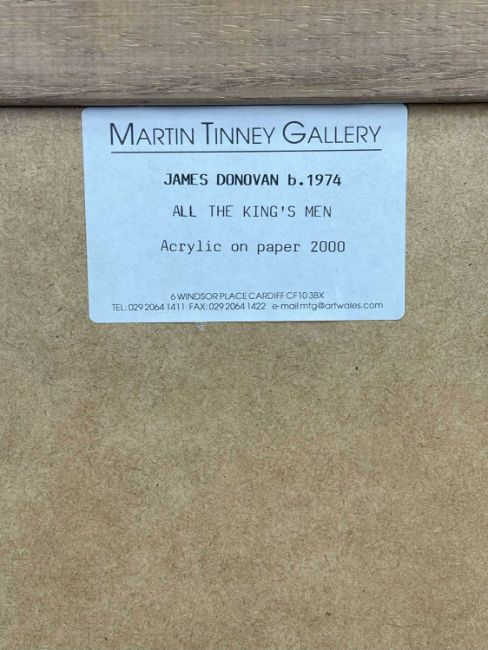 MARTIN TINNEY GALLERY
JAMES DONOVAN b.1974
ALL THE KING'S MEN
Acrylic on paper 2000
6 WINDSOR PLACE CARDIFF CF10 3BX
TEL: 029 2064 1411 FAX: 029 2064 1422 e-mail mtg@artwales.com